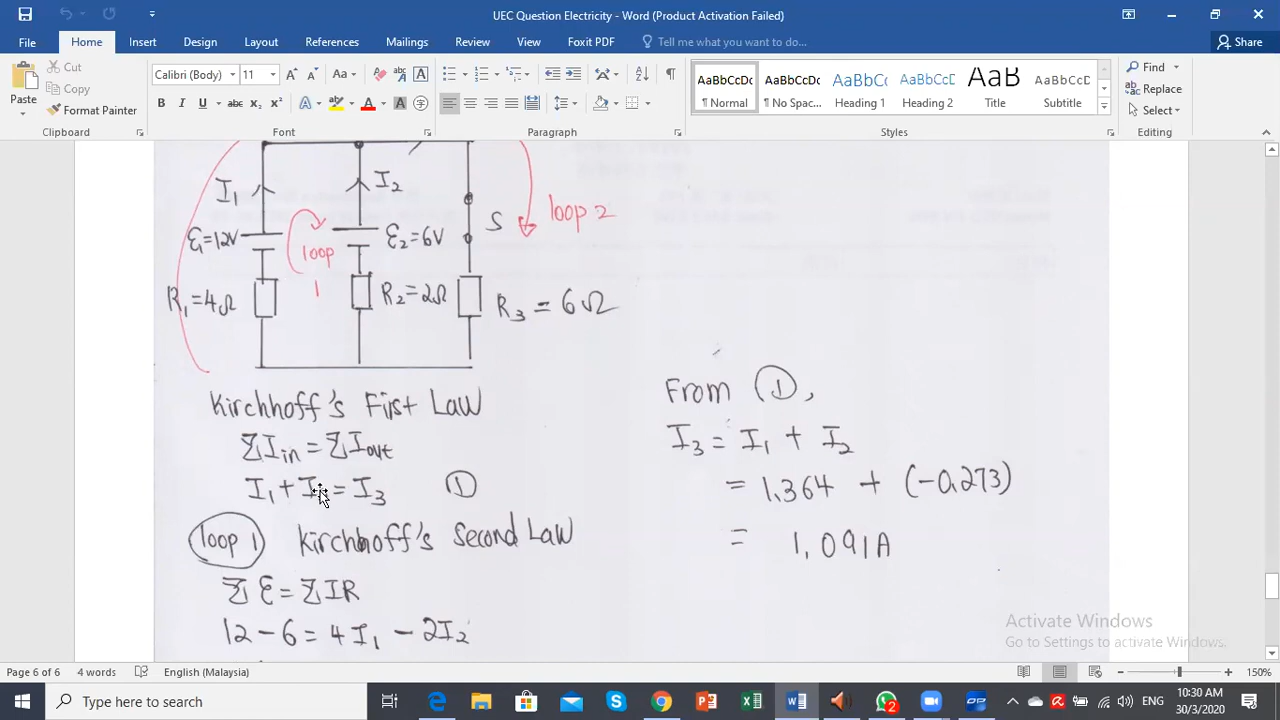 UEC Question Electricity - Word (Product Activation Failed)
File Home Insert Design Layout References Mailings Review View Foxit PDF Tell me what you want to do... Share
Paste Cut Copy Format Painter
Calibri (Body) 11
AaBbCcDc AaBbCcDc AaBbCc AaBbCcD AaB AaBbCcD
¶ Normal ¶ No Spac... Heading 1 Heading 2 Title Subtitle
Find Replace Select
Clipboard Font Paragraph Styles Editing
I₁ I₂
ε₁=12V loop 1 ε₂=6V S loop 2
R₁=4Ω R₂=2Ω R₃ = 6Ω
Kirchhoff's First Law
ΣIin = ΣIout
I₁ + I₂ = I₃ ①
loop 1 Kirchhoff's Second Law
Σε = ΣIR
12 - 6 = 4I₁ - 2I₂
From ①,
I₃ = I₁ + I₂
= 1.364 + (-0.273)
= 1.091A
Activate Windows
Go to Settings to activate Windows.
Page 6 of 6 4 words English (Malaysia) 150%
Type here to search
2
ENG
10:30 AM
30/3/2020